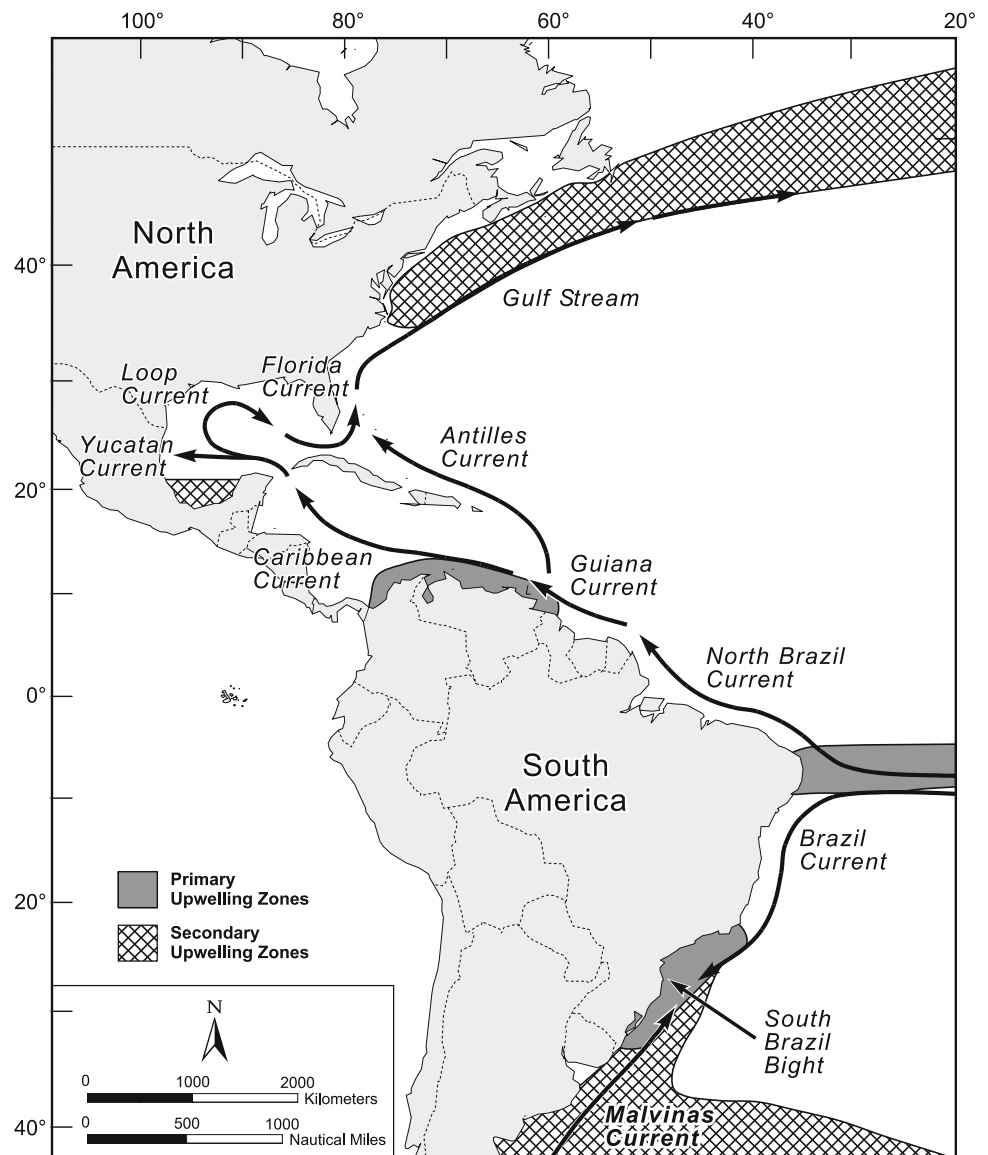 100°
80°
60°
40°
20°
North
America
40°
Gulf Stream
Loop
Current
Florida
Current
Yucatan
Current
Antilles
Current
20°
Caribbean
Current
Guiana
Current
North Brazil
Current
0°
South
America
Brazil
Current
Primary
Upwelling Zones
20°
Secondary
Upwelling Zones
N
South
Brazil
Bight
0 1000 2000
Kilometers
0 500 1000
Nautical Miles
Malvinas
Current
40°